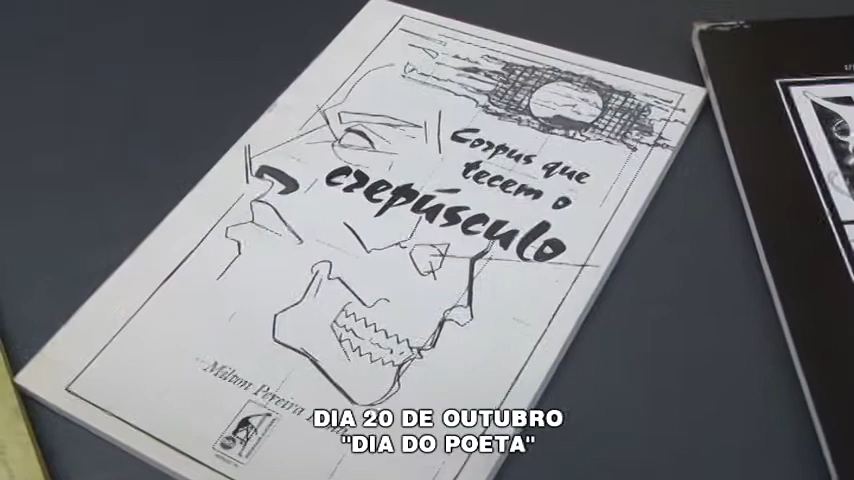 Corpus que
tecem o
crepúsculo
Milton Pereira
DIA 20 DE OUTUBRO
"DIA DO POETA"